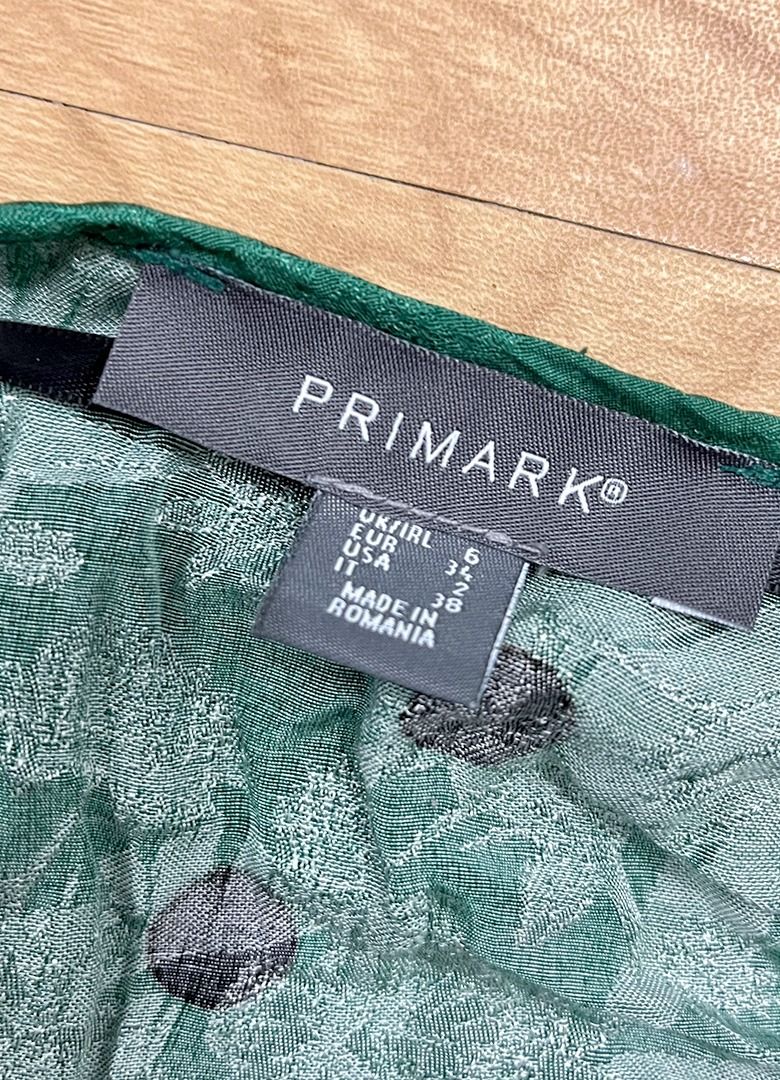 PRIMARK®
UK/IRL 6
EUR 34
USA 2
IT 38
MADE IN
ROMANIA